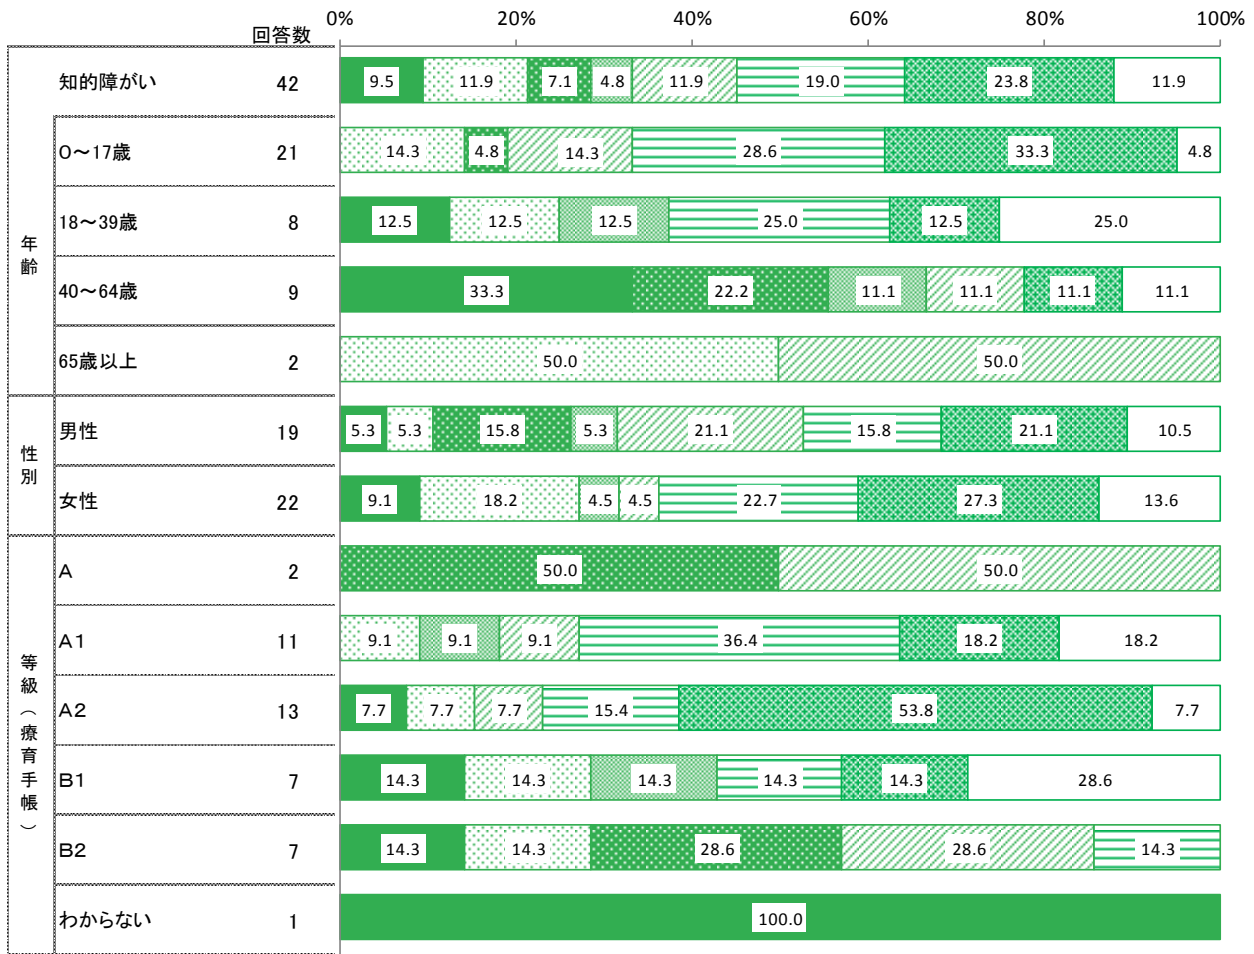 0% 20% 40% 60% 80% 100%
回答数
知的障がい 42 9.5 11.9 7.1 4.8 11.9 19.0 23.8 11.9
年齢
0～17歳 21 14.3 4.8 14.3 28.6 33.3 4.8
18～39歳 8 12.5 12.5 12.5 25.0 12.5 25.0
40～64歳 9 33.3 22.2 11.1 11.1 11.1 11.1
65歳以上 2 50.0 50.0
性別
男性 19 5.3 5.3 15.8 5.3 21.1 15.8 21.1 10.5
女性 22 9.1 18.2 4.5 4.5 22.7 27.3 13.6
等級（療育手帳）
A 2 50.0 50.0
A1 11 9.1 9.1 9.1 36.4 18.2 18.2
A2 13 7.7 7.7 7.7 15.4 53.8 7.7
B1 7 14.3 14.3 14.3 14.3 14.3 28.6
B2 7 14.3 14.3 28.6 28.6 14.3
わからない 1 100.0